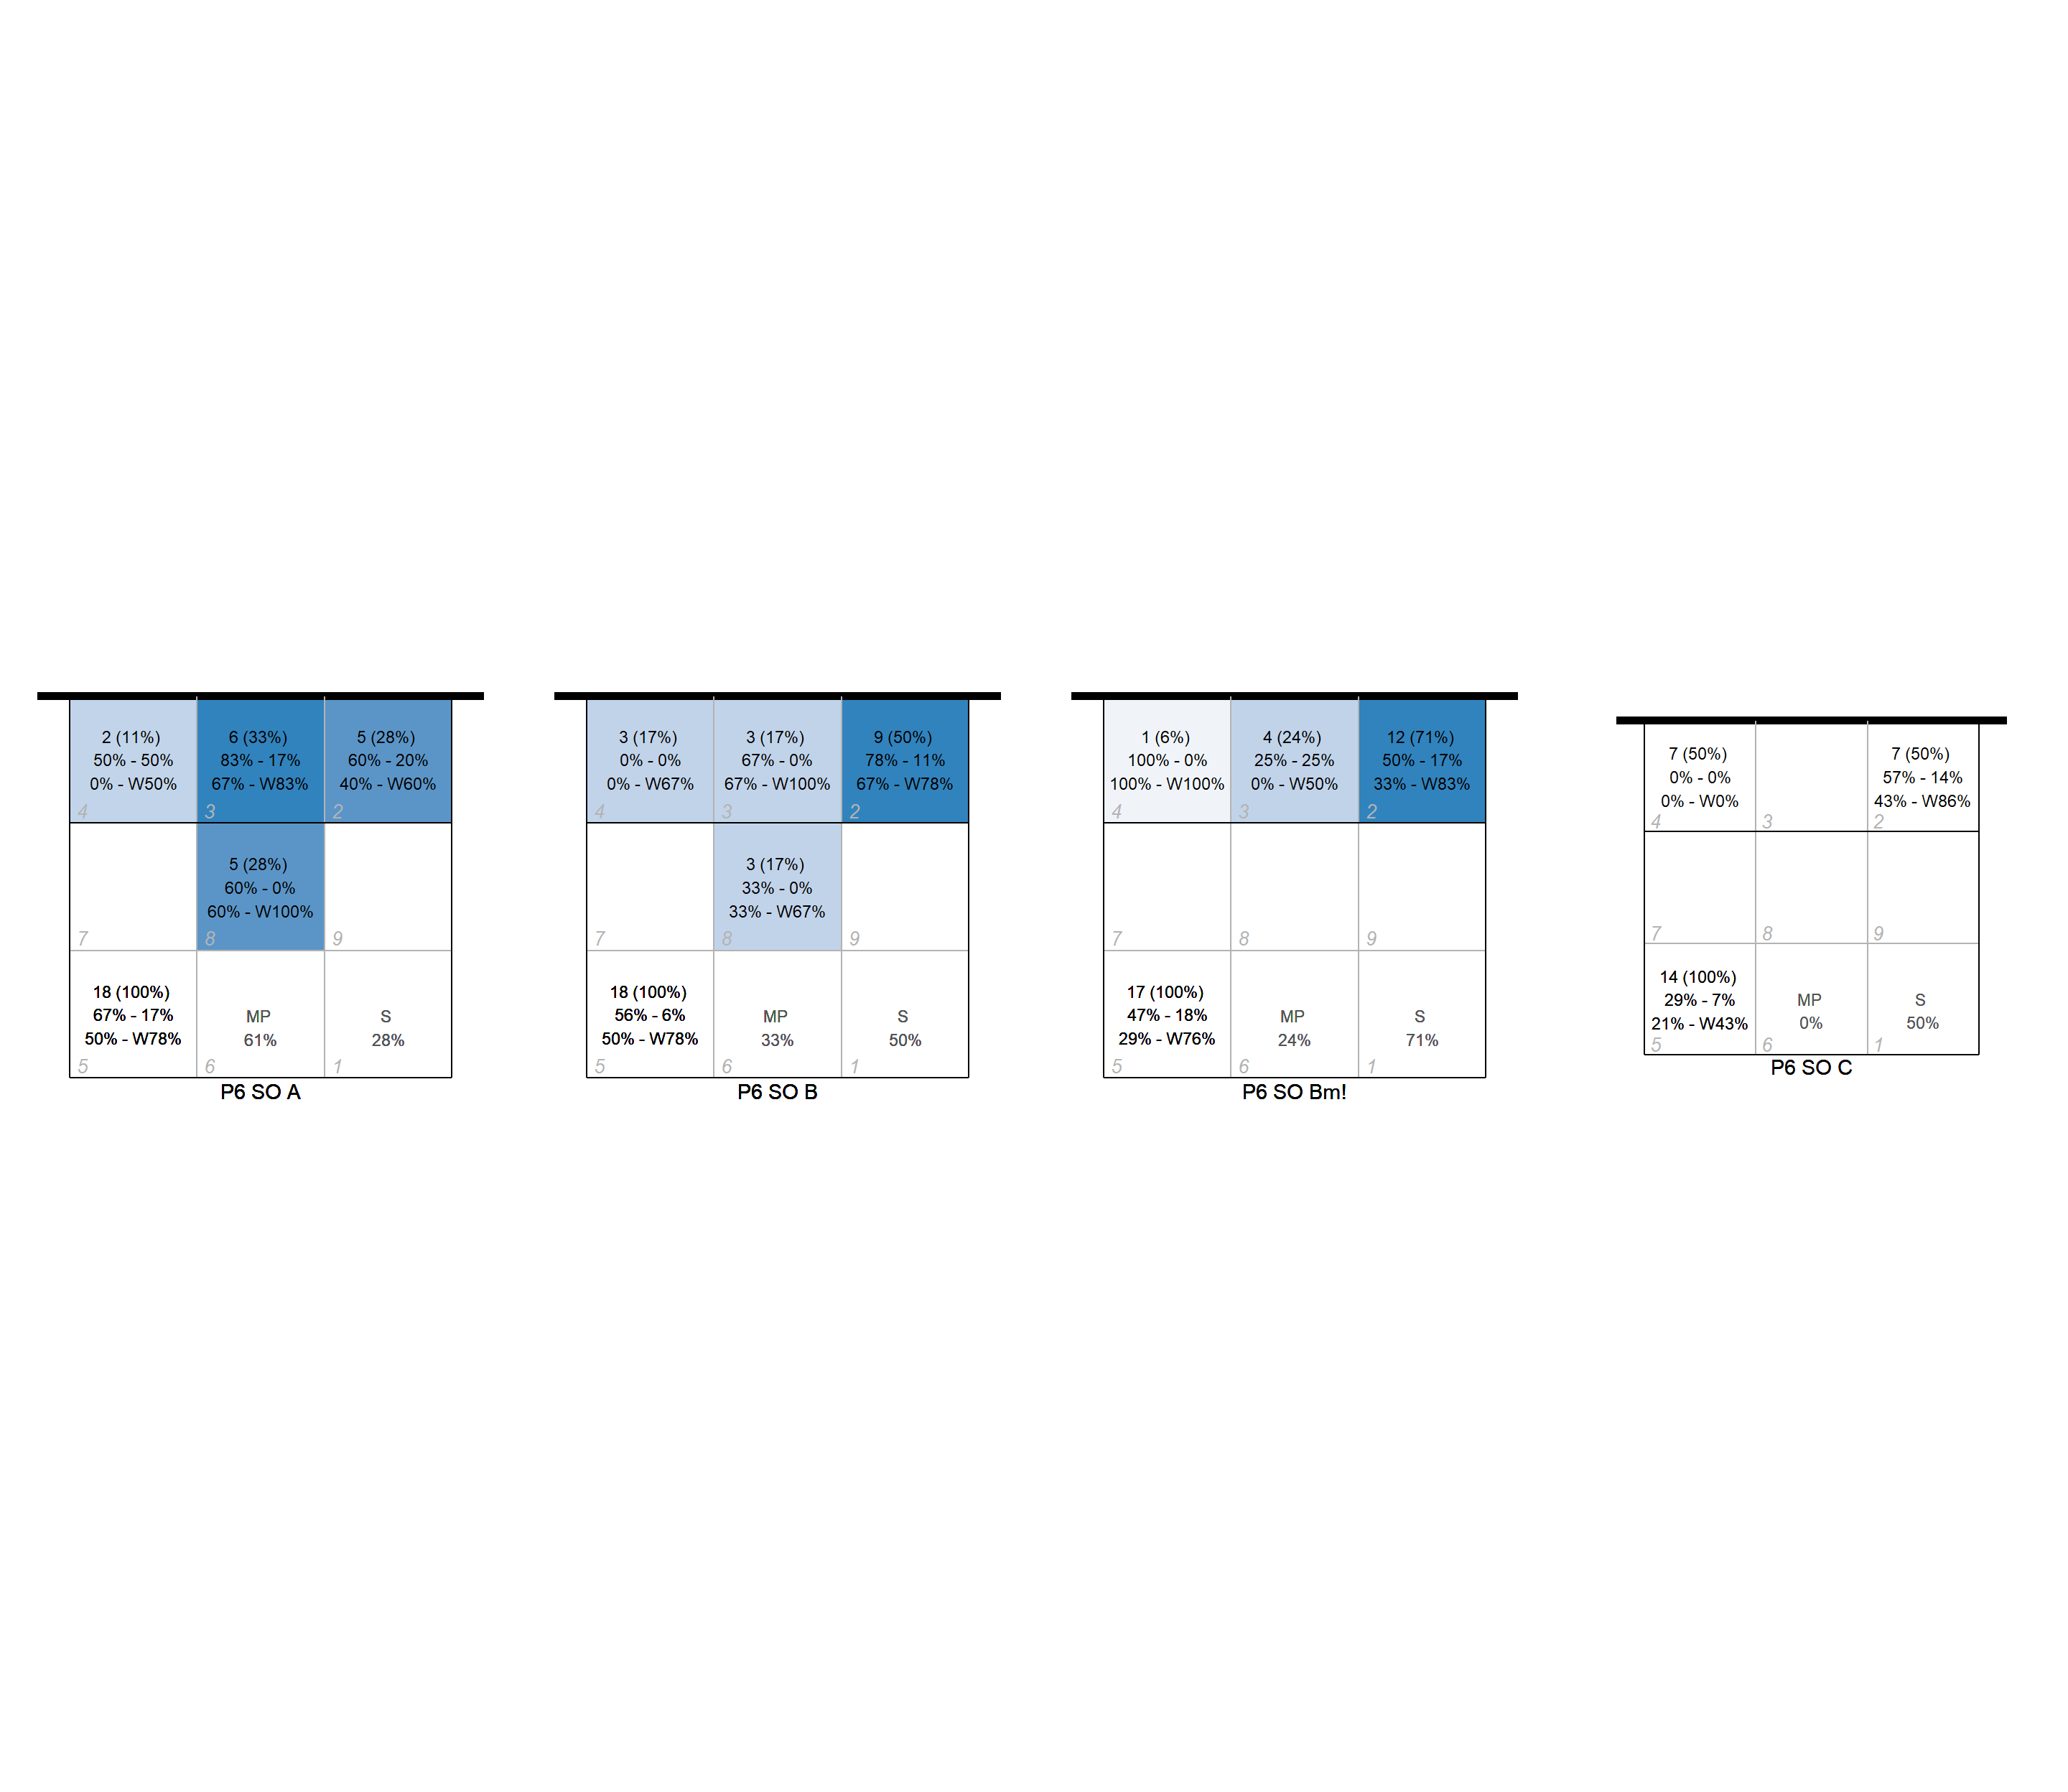 2 (11%)
50% - 50%
0% - W50%
4
6 (33%)
83% - 17%
67% - W83%
3
5 (28%)
60% - 20%
40% - W60%
2
7
5 (28%)
60% - 0%
60% - W100%
8
9
18 (100%)
67% - 17%
50% - W78%
5
MP
61%
6
S
28%
1
P6 SO A
3 (17%)
0% - 0%
0% - W67%
4
3 (17%)
67% - 0%
67% - W100%
3
9 (50%)
78% - 11%
67% - W78%
2
7
3 (17%)
33% - 0%
33% - W67%
8
9
18 (100%)
56% - 6%
50% - W78%
5
MP
33%
6
S
50%
1
P6 SO B
1 (6%)
100% - 0%
100% - W100%
4
4 (24%)
25% - 25%
0% - W50%
3
12 (71%)
50% - 17%
33% - W83%
2
7
8
9
17 (100%)
47% - 18%
29% - W76%
5
MP
24%
6
S
71%
1
P6 SO Bm!
7 (50%)
0% - 0%
0% - W0%
4
3
7 (50%)
57% - 14%
43% - W86%
2
7
8
9
14 (100%)
29% - 7%
21% - W43%
5
MP
0%
6
S
50%
1
P6 SO C